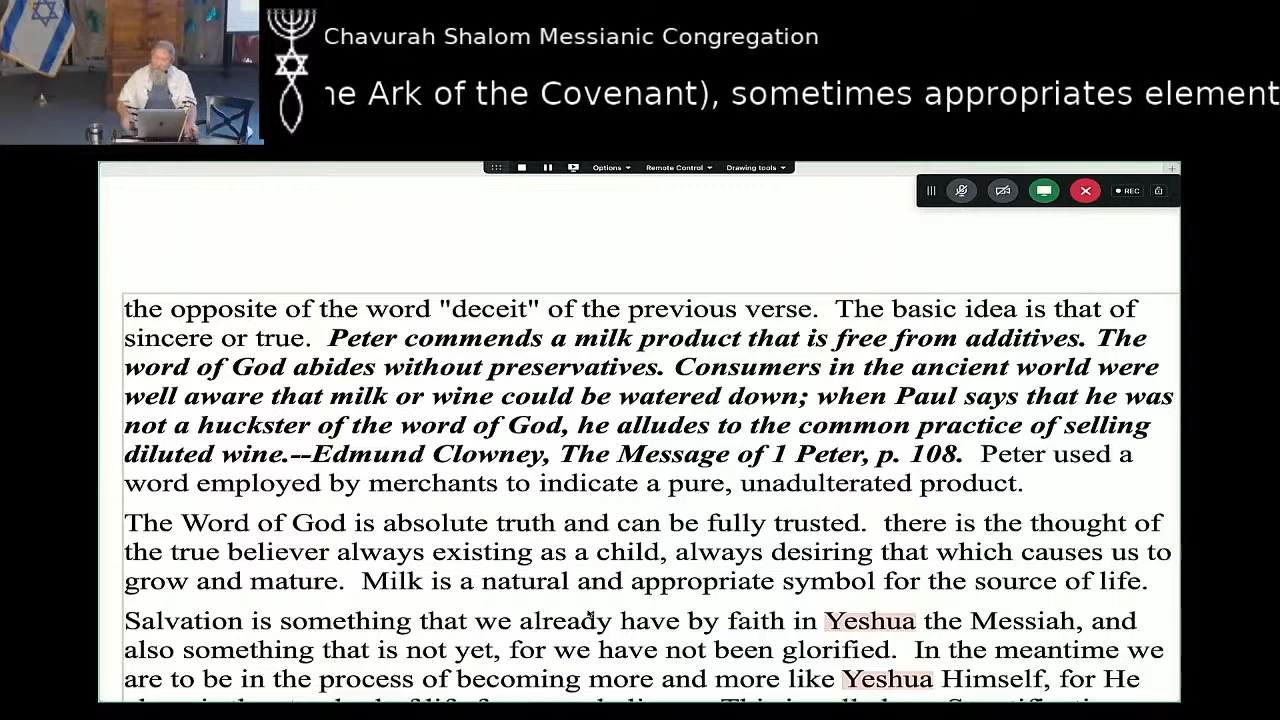 Chavurah Shalom Messianic Congregation
he Ark of the Covenant), sometimes appropriates element
Options Remote Control Drawing tools
REC
the opposite of the word "deceit" of the previous verse. The basic idea is that of
sincere or true. Peter commends a milk product that is free from additives. The
word of God abides without preservatives. Consumers in the ancient world were
well aware that milk or wine could be watered down; when Paul says that he was
not a huckster of the word of God, he alludes to the common practice of selling
diluted wine.--Edmund Clowney, The Message of 1 Peter, p. 108. Peter used a
word employed by merchants to indicate a pure, unadulterated product.
The Word of God is absolute truth and can be fully trusted. there is the thought of
the true believer always existing as a child, always desiring that which causes us to
grow and mature. Milk is a natural and appropriate symbol for the source of life.
Salvation is something that we already have by faith in Yeshua the Messiah, and
also something that is not yet, for we have not been glorified. In the meantime we
are to be in the process of becoming more and more like Yeshua Himself, for He